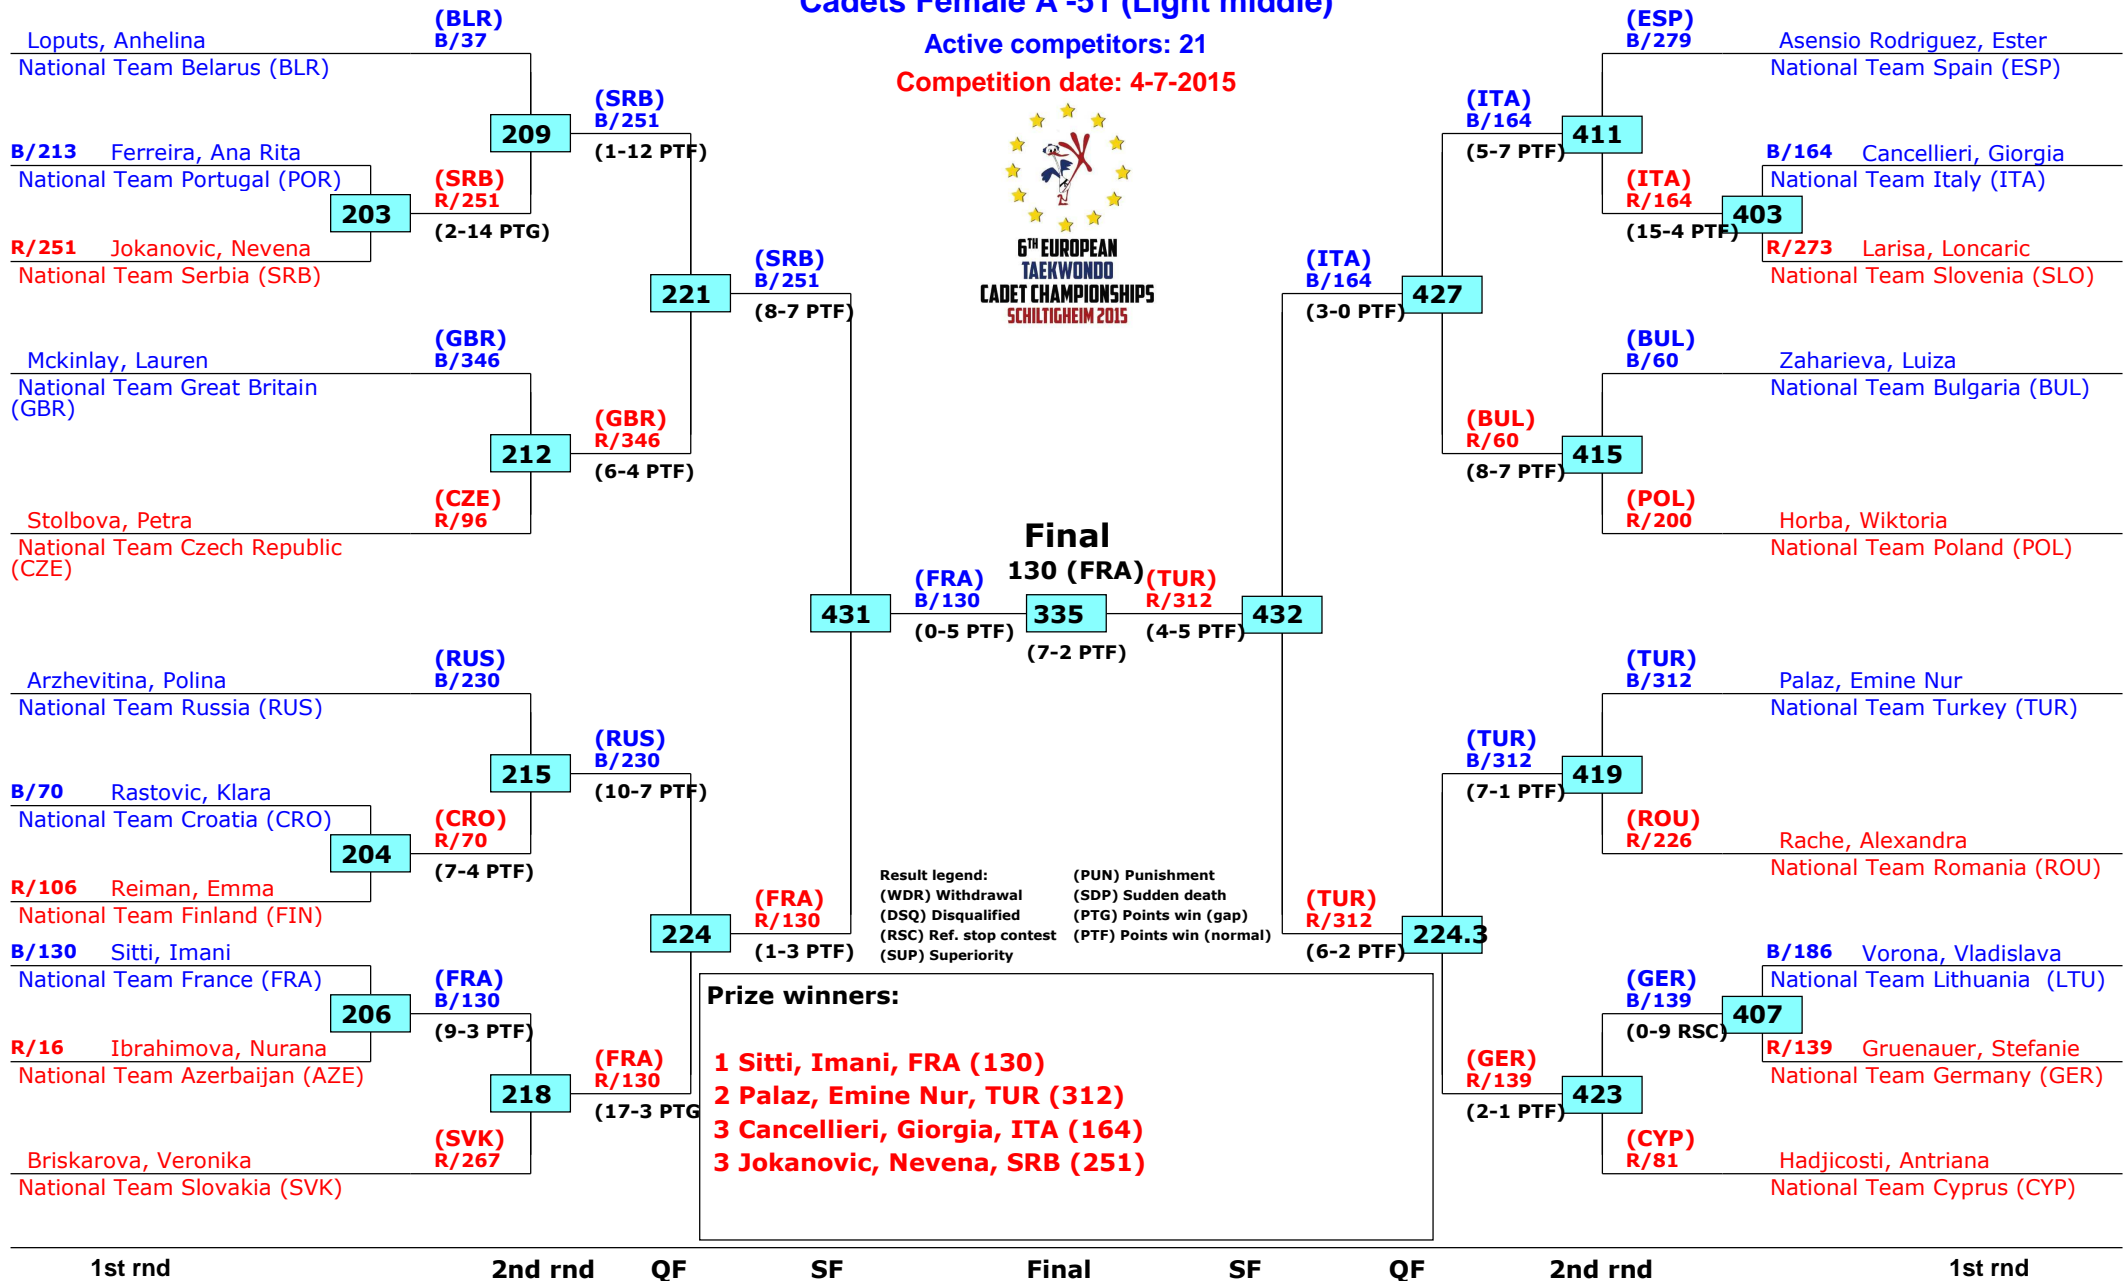 Cadets Female A -51 (Light middle)
Active competitors: 21
Competition date: 4-7-2015
6TH EUROPEAN
TAEKWONDO
CADET CHAMPIONSHIPS
SCHILTIGHEIM 2015
Loputs, Anhelina
National Team Belarus (BLR)
(BLR)
B/37
B/213 Ferreira, Ana Rita
National Team Portugal (POR)
203
R/251 Jokanovic, Nevena
National Team Serbia (SRB)
(SRB)
R/251
(2-14 PTG)
209
(SRB)
B/251
(1-12 PTF)
Mckinlay, Lauren
National Team Great Britain
(GBR)
(GBR)
B/346
212
Stolbova, Petra
National Team Czech Republic
(CZE)
(CZE)
R/96
(GBR)
R/346
(6-4 PTF)
221
(SRB)
B/251
(8-7 PTF)
Arzhevitina, Polina
National Team Russia (RUS)
(RUS)
B/230
B/70 Rastovic, Klara
National Team Croatia (CRO)
204
R/106 Reiman, Emma
National Team Finland (FIN)
(CRO)
R/70
(7-4 PTF)
215
(RUS)
B/230
(10-7 PTF)
B/130 Sitti, Imani
National Team France (FRA)
206
R/16 Ibrahimova, Nurana
National Team Azerbaijan (AZE)
(FRA)
B/130
(9-3 PTF)
218
Briskarova, Veronika
National Team Slovakia (SVK)
(SVK)
R/267
(FRA)
R/130
(17-3 PTG
224
(FRA)
R/130
(1-3 PTF)
431
(FRA)
B/130
(0-5 PTF)
Final
130 (FRA)
335
(7-2 PTF)
(TUR)
R/312
(4-5 PTF)
432
(ITA)
B/164
(3-0 PTF)
427
(ITA)
B/164
(5-7 PTF)
411
(ESP)
B/279
Asensio Rodriguez, Ester
National Team Spain (ESP)
(ITA)
R/164
(15-4 PTF)
403
B/164 Cancellieri, Giorgia
National Team Italy (ITA)
R/273 Larisa, Loncaric
National Team Slovenia (SLO)
(BUL)
R/60
(8-7 PTF)
415
(BUL)
B/60
Zaharieva, Luiza
National Team Bulgaria (BUL)
(POL)
R/200
Horba, Wiktoria
National Team Poland (POL)
(TUR)
R/312
(6-2 PTF)
224.3
(TUR)
B/312
(7-1 PTF)
419
(TUR)
B/312
Palaz, Emine Nur
National Team Turkey (TUR)
(ROU)
R/226
Rache, Alexandra
National Team Romania (ROU)
(GER)
R/139
(2-1 PTF)
423
(GER)
B/139
(0-9 RSC)
407
B/186 Vorona, Vladislava
National Team Lithuania (LTU)
R/139 Gruenauer, Stefanie
National Team Germany (GER)
(CYP)
R/81
Hadjicosti, Antriana
National Team Cyprus (CYP)
Result legend: (PUN) Punishment
(WDR) Withdrawal (SDP) Sudden death
(DSQ) Disqualified (PTG) Points win (gap)
(RSC) Ref. stop contest (PTF) Points win (normal)
(SUP) Superiority
Prize winners:
1 Sitti, Imani, FRA (130)
2 Palaz, Emine Nur, TUR (312)
3 Cancellieri, Giorgia, ITA (164)
3 Jokanovic, Nevena, SRB (251)
1st rnd 2nd rnd QF SF Final SF QF 2nd rnd 1st rnd